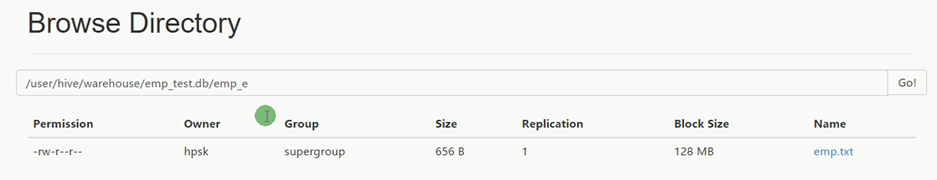 Browse Directory
/user/hive/warehouse/emp_test.db/emp_e Go!
Permission Owner Group Size Replication Block Size Name
-rw-r--r-- hpsk supergroup 656 B 1 128 MB emp.txt